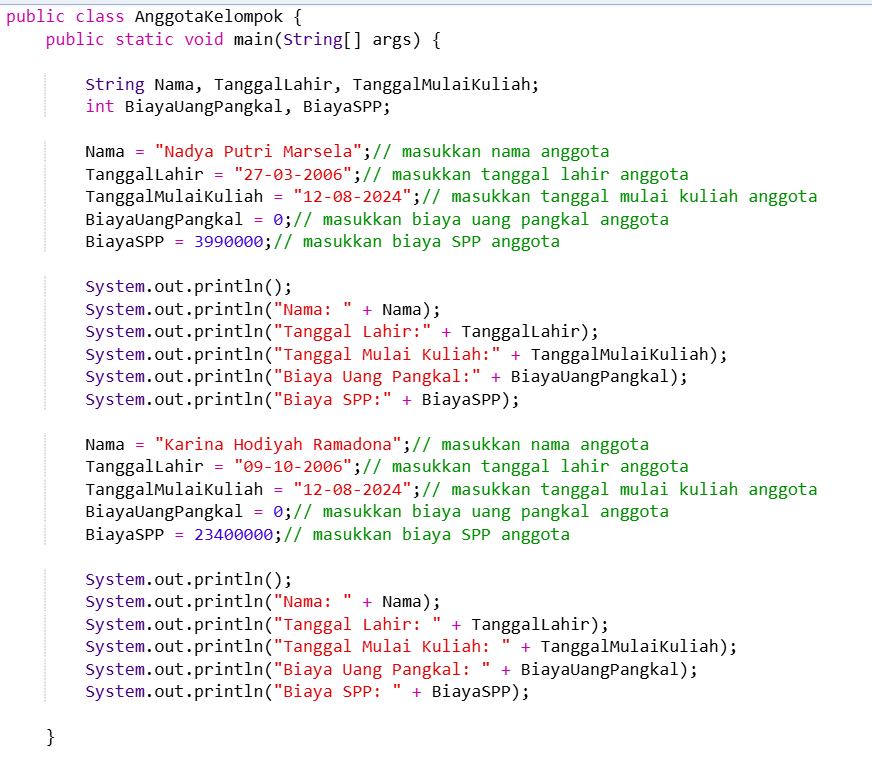 public class AnggotaKelompok {
public static void main(String[] args) {
String Nama, TanggalLahir, TanggalMulaiKuliah;
int BiayaUangPangkal, BiayaSPP;
Nama = "Nadya Putri Marsela";// masukkan nama anggota
TanggalLahir = "27-03-2006";// masukkan tanggal lahir anggota
TanggalMulaiKuliah = "12-08-2024";// masukkan tanggal mulai kuliah anggota
BiayaUangPangkal = 0;// masukkan biaya uang pangkal anggota
BiayaSPP = 3990000;// masukkan biaya SPP anggota
System.out.println();
System.out.println("Nama: " + Nama);
System.out.println("Tanggal Lahir:" + TanggalLahir);
System.out.println("Tanggal Mulai Kuliah:" + TanggalMulaiKuliah);
System.out.println("Biaya Uang Pangkal:" + BiayaUangPangkal);
System.out.println("Biaya SPP:" + BiayaSPP);
Nama = "Karina Hodiyah Ramadona";// masukkan nama anggota
TanggalLahir = "09-10-2006";// masukkan tanggal lahir anggota
TanggalMulaiKuliah = "12-08-2024";// masukkan tanggal mulai kuliah anggota
BiayaUangPangkal = 0;// masukkan biaya uang pangkal anggota
BiayaSPP = 23400000;// masukkan biaya SPP anggota
System.out.println();
System.out.println("Nama: " + Nama);
System.out.println("Tanggal Lahir: " + TanggalLahir);
System.out.println("Tanggal Mulai Kuliah: " + TanggalMulaiKuliah);
System.out.println("Biaya Uang Pangkal: " + BiayaUangPangkal);
System.out.println("Biaya SPP: " + BiayaSPP);
}